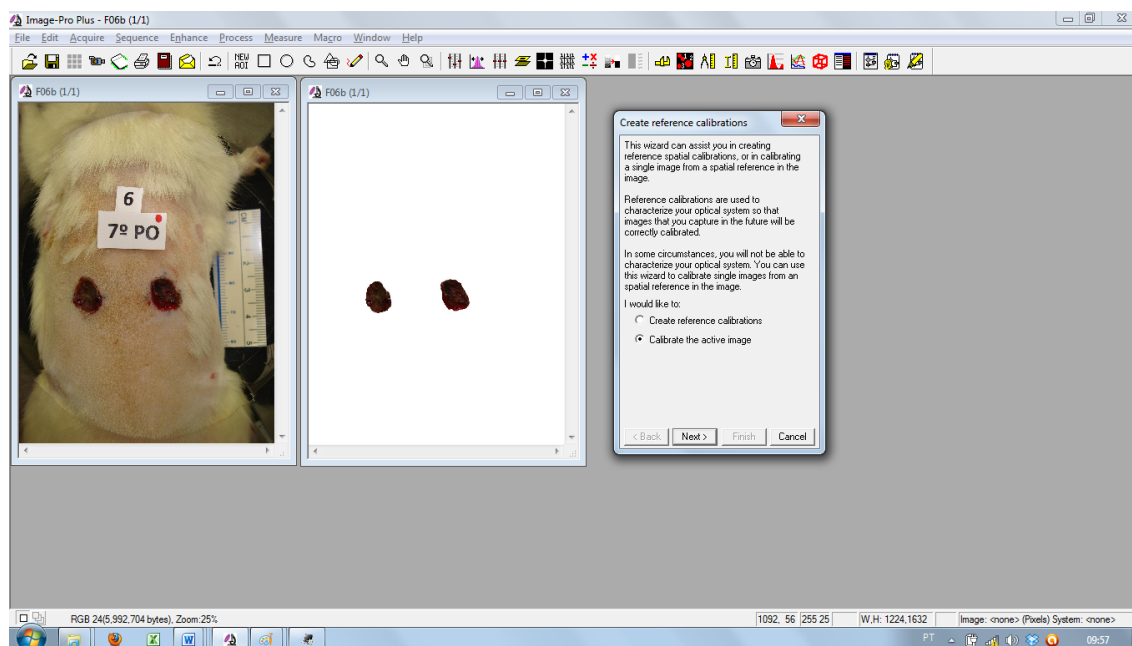 Image-Pro Plus - F06b (1/1)
File Edit Acquire Sequence Enhance Process Measure Macro Window Help
NEW
AOI
F06b (1/1)
6
7º PO
F06b (1/1)
Create reference calibrations
This wizard can assist you in creating
reference spatial calibrations, or in calibrating
a single image from a spatial reference in the
image.
Reference calibrations are used to
characterize your optical system so that
images that you capture in the future will be
correctly calibrated.
In some circumstances, you will not be able to
characterize your optical system. You can use
this wizard to calibrate single images from an
spatial reference in the image.
I would like to:
Create reference calibrations
Calibrate the active image
< Back Next > Finish Cancel
RGB 24(5,992,704 bytes), Zoom:25% 1092, 56 255 25 W,H: 1224,1632 Image: <none> (Pixels) System: <none>
PT 09:57